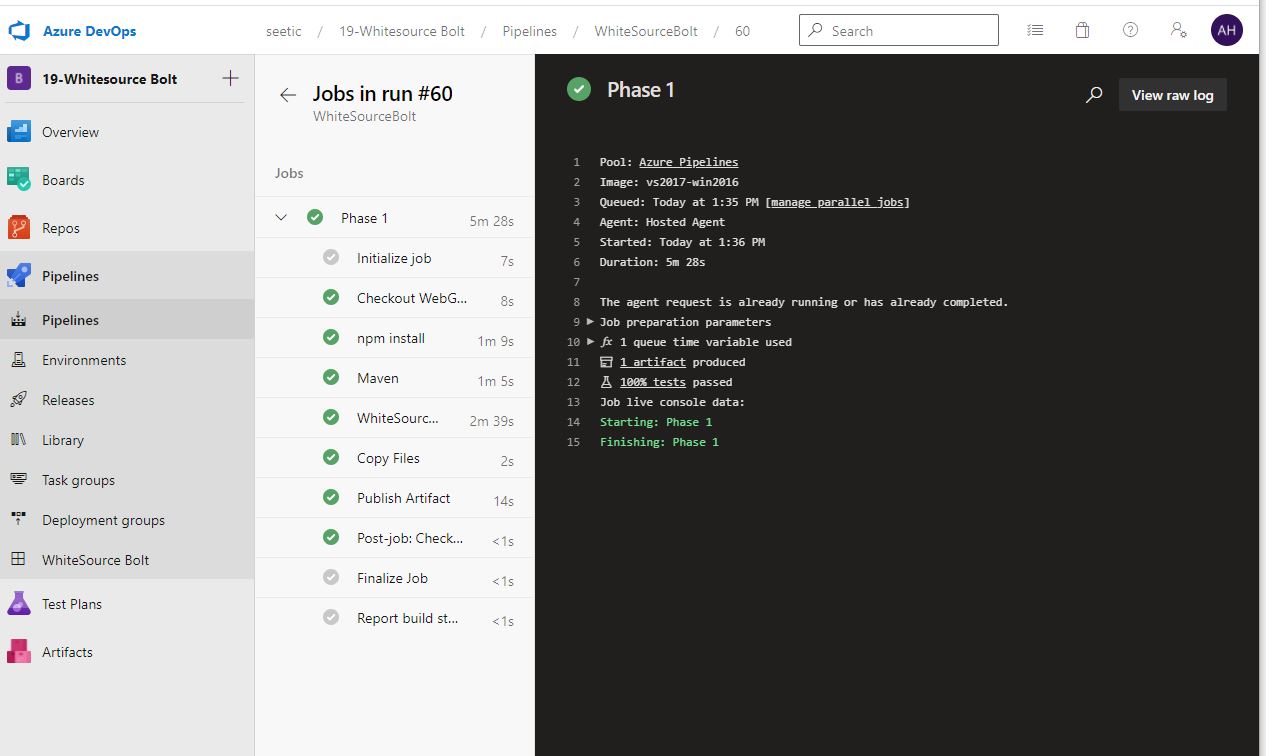 Azure DevOps
seetic / 19-Whitesource Bolt / Pipelines / WhiteSourceBolt / 60
Search
AH
B 19-Whitesource Bolt
Overview
Boards
Repos
Pipelines
Pipelines
Environments
Releases
Library
Task groups
Deployment groups
WhiteSource Bolt
Test Plans
Artifacts
Jobs in run #60
WhiteSourceBolt
Jobs
Phase 1 5m 28s
Initialize job 7s
Checkout WebG... 8s
npm install 1m 9s
Maven 1m 5s
WhiteSourc... 2m 39s
Copy Files 2s
Publish Artifact 14s
Post-job: Check... <1s
Finalize Job <1s
Report build st... <1s
Phase 1
View raw log
1 Pool: Azure Pipelines
2 Image: vs2017-win2016
3 Queued: Today at 1:35 PM [manage parallel jobs]
4 Agent: Hosted Agent
5 Started: Today at 1:36 PM
6 Duration: 5m 28s
7
8 The agent request is already running or has already completed.
9 Job preparation parameters
10 fx 1 queue time variable used
11 1 artifact produced
12 100% tests passed
13 Job live console data:
14 Starting: Phase 1
15 Finishing: Phase 1